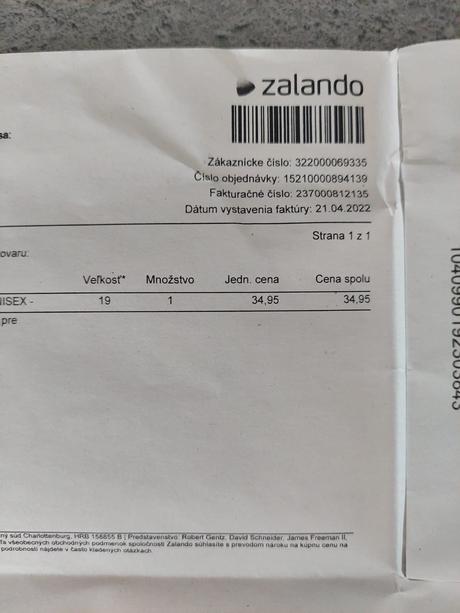 zalando
sa:
Zákaznícke číslo: 322000069335
Číslo objednávky: 15210000894139
Fakturačné číslo: 237000812135
Dátum vystavenia faktúry: 21.04.2022
Strana 1 z 1
ovaru:
Veľkosť* Množstvo Jedn. cena Cena spolu
NISEX - 19 1 34,95 34,95
pre
ný súd Charlottenburg, HRB 158855 B | Predstavenstvo: Robert Gentz, David Schneider, James Freeman II,
všeobecných obchodných podmienok spoločnosti Zalando súhlasíte s prevodom nároku na kúpnu cenu na
podrobnosti nájdete v často kladených otázkach.
1040990192303843